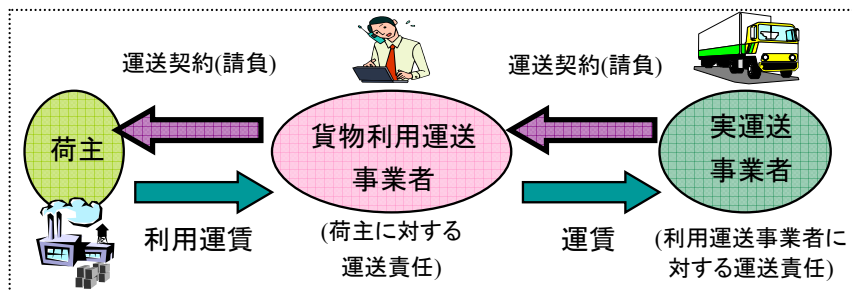 運送契約(請負)
運送契約(請負)
荷主
貨物利用運送
事業者
実運送
事業者
利用運賃
(荷主に対する
運送責任)
運賃
(利用運送事業者に
対する運送責任)